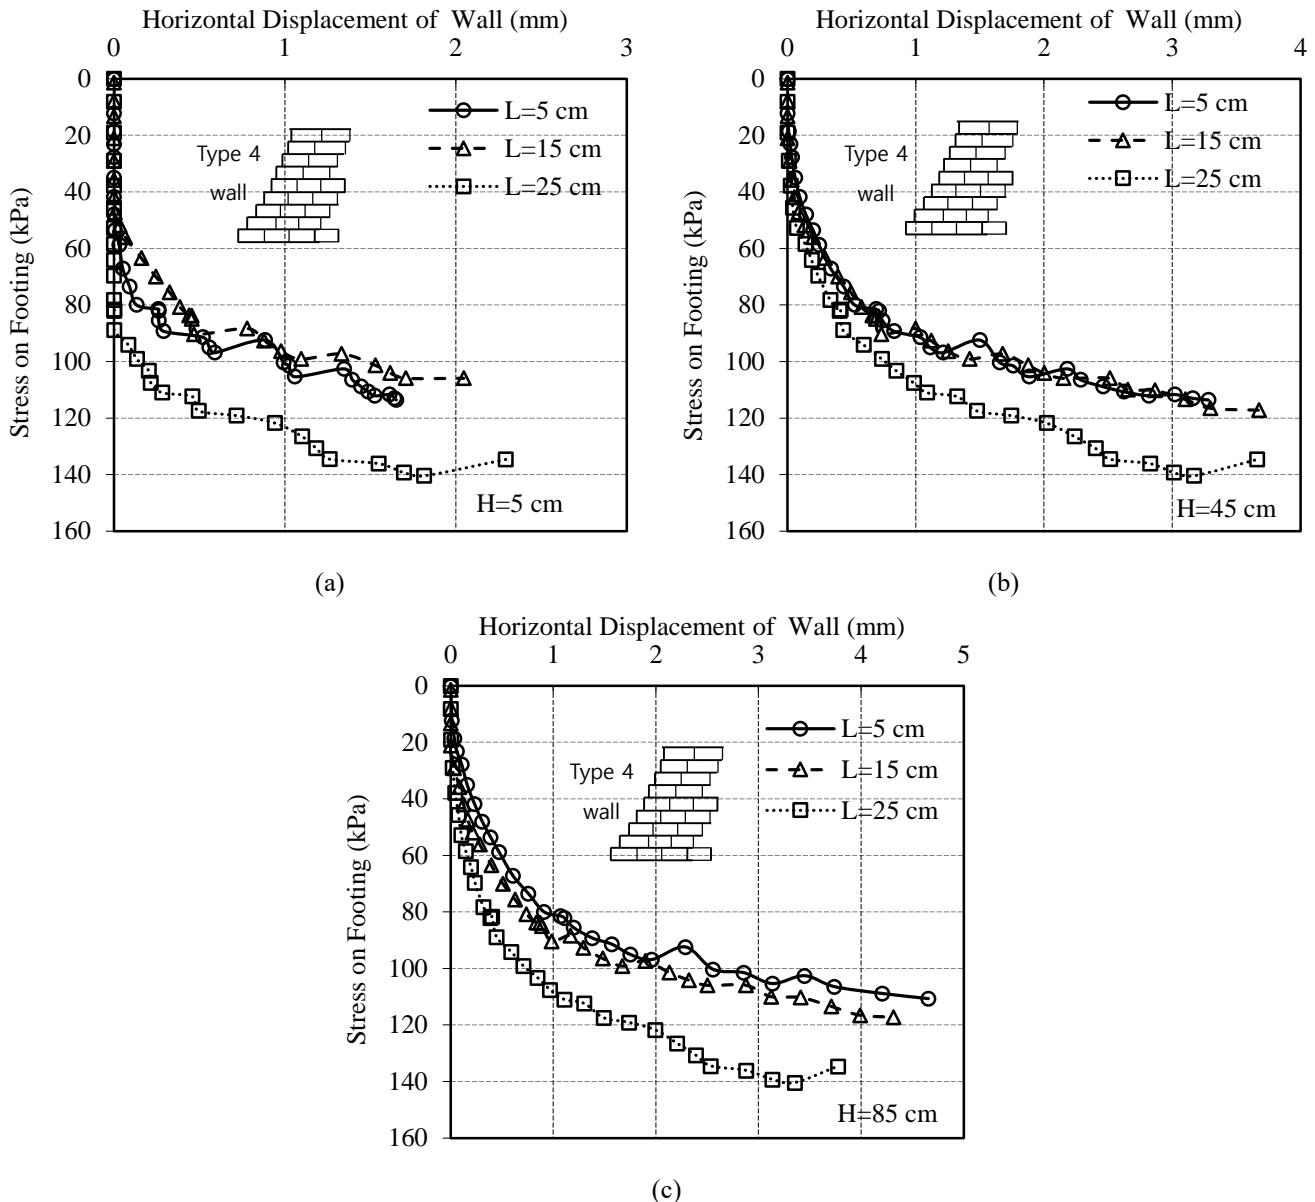 Horizontal Displacement of Wall (mm)
0 1 2 3
Stress on Footing (kPa)
0
20
40
60
80
100
120
140
160
L=5 cm
L=15 cm
L=25 cm
Type 4
wall
H=5 cm
(a)
Horizontal Displacement of Wall (mm)
0 1 2 3 4
Stress on Footing (kPa)
0
20
40
60
80
100
120
140
160
L=5 cm
L=15 cm
L=25 cm
Type 4
wall
H=45 cm
(b)
Horizontal Displacement of Wall (mm)
0 1 2 3 4 5
Stress on Footing (kPa)
0
20
40
60
80
100
120
140
160
L=5 cm
L=15 cm
L=25 cm
Type 4
wall
H=85 cm
(c)